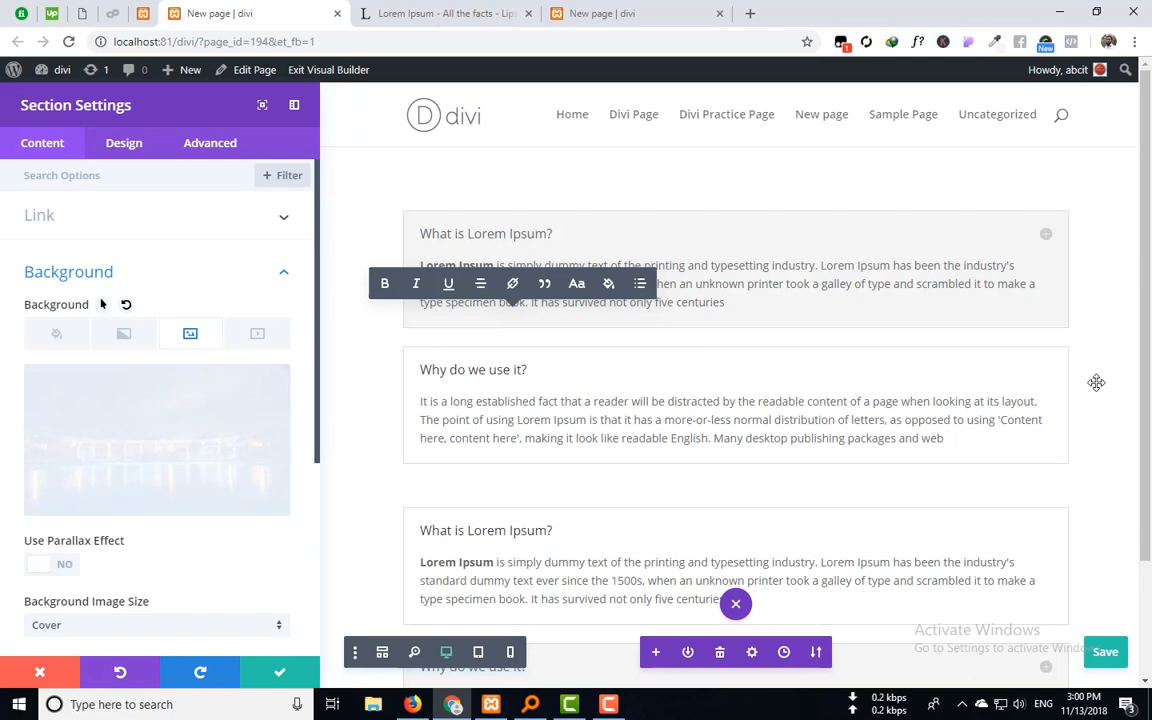 New page | divi
Lorem Ipsum - All the facts - Lips
New page | divi
localhost:81/divi/?page_id=194&et_fb=1
New
divi
1
0
New
Edit Page
Exit Visual Builder
Howdy, abcit
Section Settings
Content
Design
Advanced
Search Options
+ Filter
Link
Background
Background
Use Parallax Effect
NO
Background Image Size
Cover
divi
Home
Divi Page
Divi Practice Page
New page
Sample Page
Uncategorized
What is Lorem Ipsum?
Lorem Ipsum is simply dummy text of the printing and typesetting industry. Lorem Ipsum has been the industry's
hen an unknown printer took a galley of type and scrambled it to make a
type specimen book. It has survived not only five centuries
B
I
U
Aa
Why do we use it?
It is a long established fact that a reader will be distracted by the readable content of a page when looking at its layout.
The point of using Lorem Ipsum is that it has a more-or-less normal distribution of letters, as opposed to using 'Content
here, content here', making it look like readable English. Many desktop publishing packages and web
What is Lorem Ipsum?
Lorem Ipsum is simply dummy text of the printing and typesetting industry. Lorem Ipsum has been the industry's
standard dummy text ever since the 1500s, when an unknown printer took a galley of type and scrambled it to make a
type specimen book. It has survived not only five centuries
Why do we use it?
Activate Windows
Go to Settings to activate Windows
Save
Type here to search
0.2 kbps
0.2 kbps
ENG
3:00 PM
11/13/2018
3